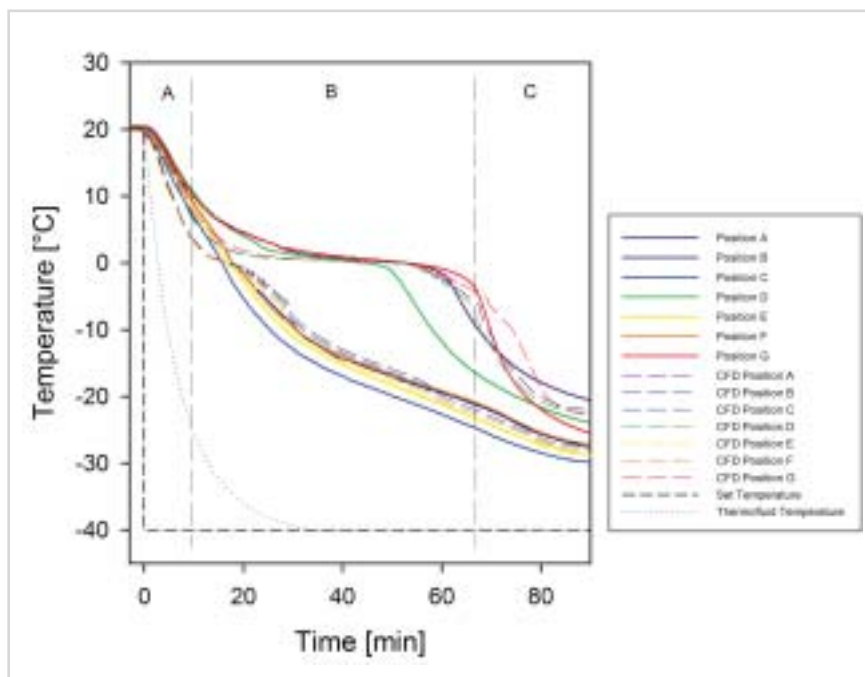 A B C
30
20
10
0
-10
-20
-30
-40
0 20 40 60 80
Temperature [°C]
Time [min]
Position A
Position B
Position C
Position D
Position E
Position F
Position G
CFD Position A
CFD Position B
CFD Position C
CFD Position D
CFD Position E
CFD Position F
CFD Position G
Set Temperature
Thermofluid Temperature